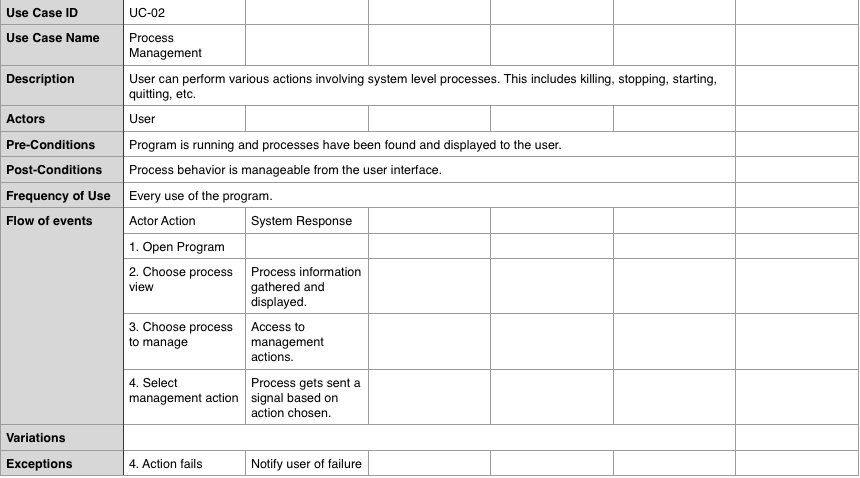 Use Case ID UC-02
Use Case Name Process
Management
Description User can perform various actions involving system level processes. This includes killing, stopping, starting,
quitting, etc.
Actors User
Pre-Conditions Program is running and processes have been found and displayed to the user.
Post-Conditions Process behavior is manageable from the user interface.
Frequency of Use Every use of the program.
Flow of events Actor Action System Response
1. Open Program
2. Choose process
view
Process information
gathered and
displayed.
3. Choose process
to manage
Access to
management
actions.
4. Select
management action
Process gets sent a
signal based on
action chosen.
Variations
Exceptions 4. Action fails Notify user of failure